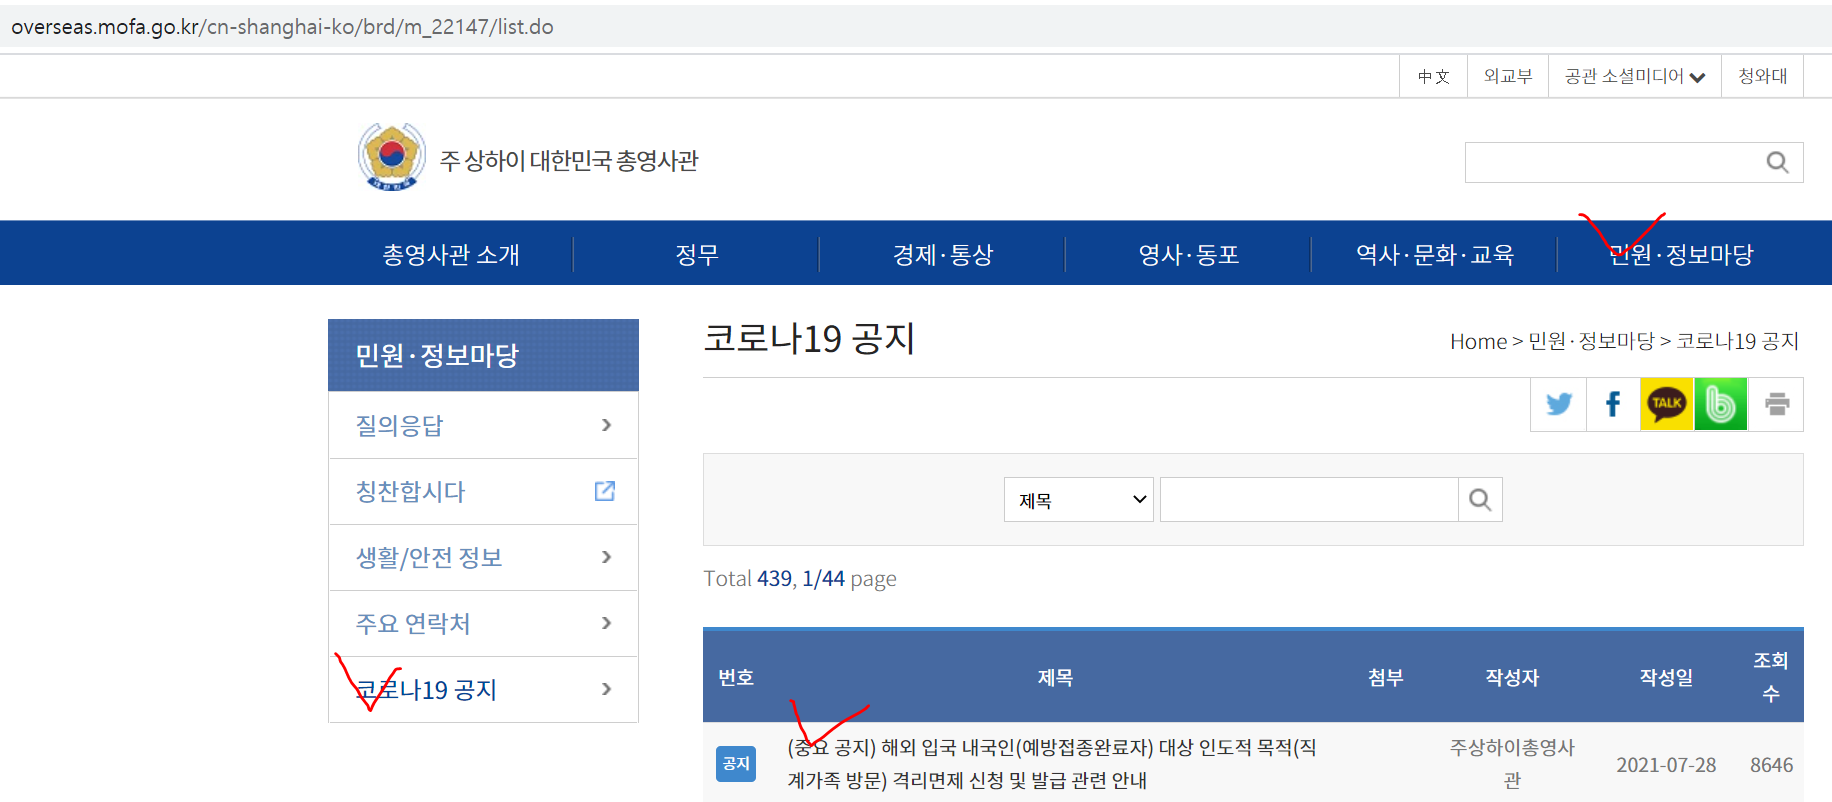 overseas.mofa.go.kr/cn-shanghai-ko/brd/m_22147/list.do
中文 외교부 공관 소셜미디어 청와대
대한민국
주 상하이 대한민국 총영사관
총영사관 소개 정무 경제·통상 영사·동포 역사·문화·교육 민원·정보마당
민원·정보마당
질의응답
칭찬합시다
생활/안전 정보
주요 연락처
코로나19 공지
코로나19 공지
Home > 민원·정보마당 > 코로나19 공지
TALK
제목
Total 439, 1/44 page
번호 제목 첨부 작성자 작성일 조회
수
공지 (중요 공지) 해외 입국 내국인(예방접종완료자) 대상 인도적 목적(직
계가족 방문) 격리면제 신청 및 발급 관련 안내
주상하이총영사
관
2021-07-28 8646